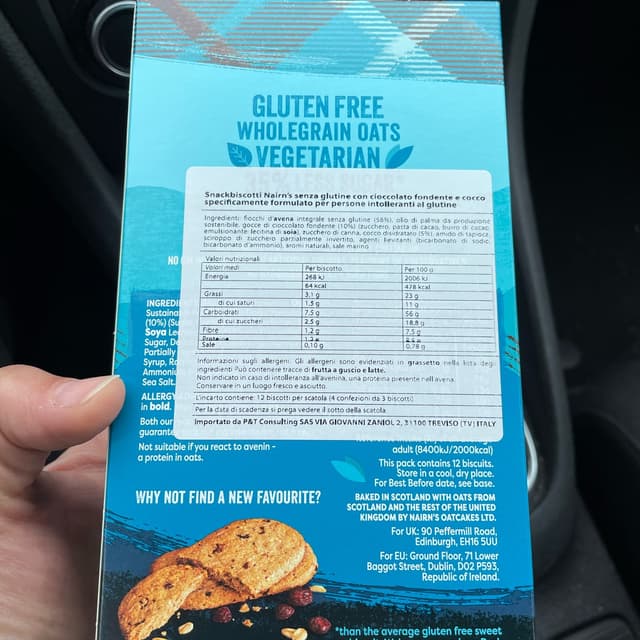 GLUTEN FREE
WHOLEGRAIN OATS
VEGETARIAN
Snackbiscotti Nairn's senza glutine con cioccolato fondente e cocco
specificamente formulato per persone intolleranti al glutine
Ingredienti: fiocchi d'avena integrale senza glutine (56%), olio di palma da produzione
sostenibile, gocce di cioccolato fondente (10%) (zucchero, pasta di cacao, burro di cacao,
emulsionante: lecitina di soia), zucchero di canna, cocco disidratato (5%), amido di tapioca,
sciroppo di zucchero parzialmente invertito, agenti lievitanti (bicarbonato di sodio,
bicarbonato d'ammonio), aromi naturali, sale marino
Valori nutrizionali
Valori medi Per biscotto Per 100 g
Energia 268 kJ 2006 kJ
64 kcal 478 kcal
Grassi 3,1 g 23 g
di cui saturi 1,5 g 11 g
Carboidrati 7,5 g 56 g
di cui zuccheri 2,5 g 18,8 g
Fibre 1,2 g 7,5 g
Proteine
Sale 0,10 g 0,78 g
Informazioni sugli allergeni: Gli allergeni sono evidenziati in grassetto nella lista degli
ingredienti Può contenere tracce di frutta a guscio e latte.
Non indicato in caso di intolleranza all'avenina, una proteina presente nell'avena.
Conservare in un luogo fresco e asciutto.
L'incarto contiene: 12 biscotti per scatola (4 confezioni da 3 biscotti)
Per la data di scadenza si prega vedere il sotto della scatola
Importato da P&T Consulting SAS VIA GIOVANNI ZANIOL 2, 31100 TREVISO (TV) ITALY
NO
INGREDI
Sustaina
(10%) (Su
Soya Lec
Sugar, De
Partially
Syrup, Ra
Ammoniu
Sea Salt.
ALLERGY
in bold.
Both our
guarante
Not suitable if you react to avenin -
a protein in oats.
adult (8400kJ/2000kcal)
This pack contains 12 biscuits.
Store in a cool, dry place.
For Best Before date, see base.
BAKED IN SCOTLAND WITH OATS FROM
SCOTLAND AND THE REST OF THE UNITED
KINGDOM BY NAIRN'S OATCAKES LTD.
For UK: 90 Peffermill Road,
Edinburgh, EH16 5UU
For EU: Ground Floor, 71 Lower
Baggot Street, Dublin, D02 P593,
Republic of Ireland.
WHY NOT FIND A NEW FAVOURITE?
*than the average gluten free sweet